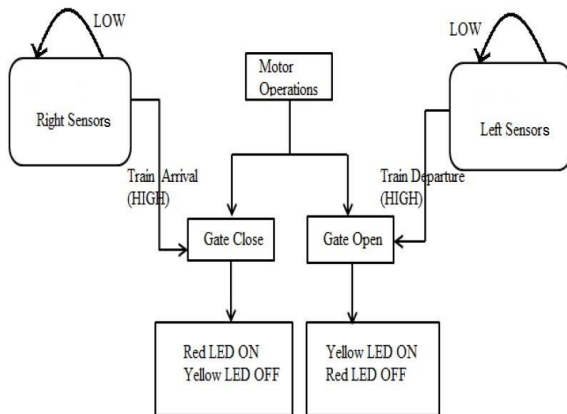 LOW
LOW
Motor
Operations
Right Sensors
Left Sensors
Train Arrival
(HIGH)
Train Departure
(HIGH)
Gate Close
Gate Open
Red LED ON
Yellow LED OFF
Yellow LED ON
Red LED OFF